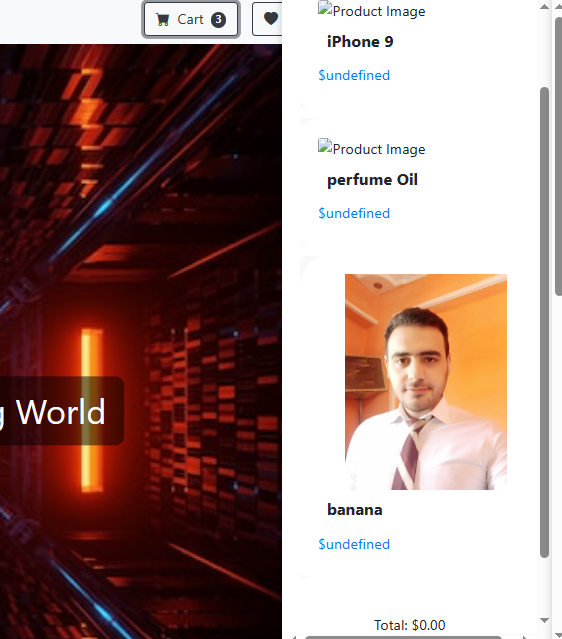 Cart 3
Product Image
iPhone 9
$undefined
Product Image
perfume Oil
$undefined
World
banana
$undefined
Total: $0.00